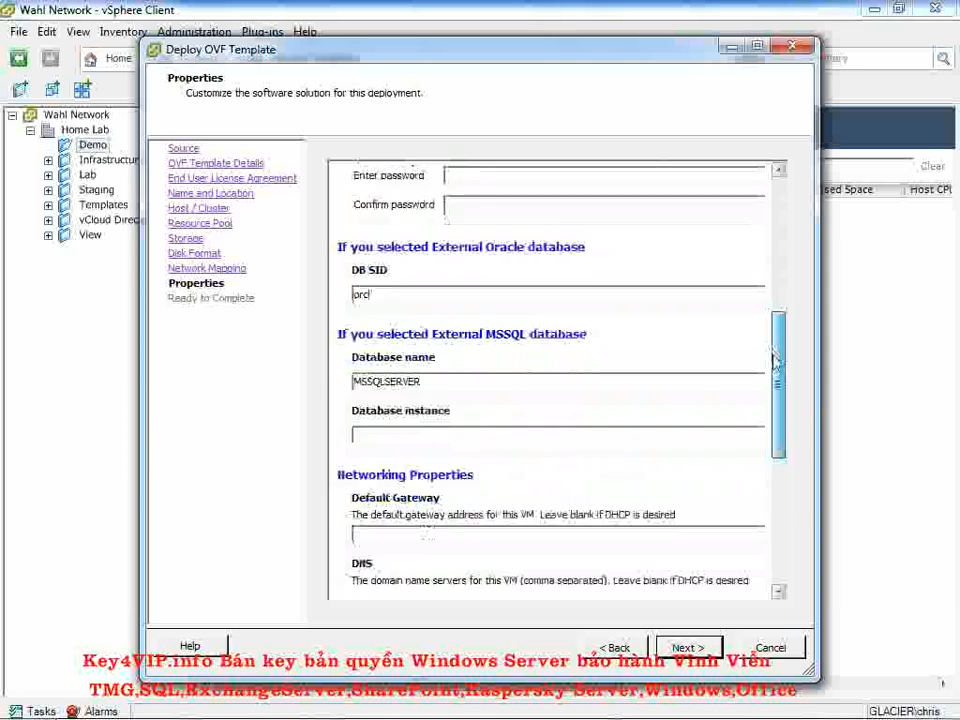 Wahl Network - vSphere Client
File Edit View Inventory Administration Plug-ins Help
Deploy OVF Template
Home
Properties
Customize the software solution for this deployment.
Wahl Network
Home Lab
Demo
Infrastructur
Lab
Staging
Templates
vCloud Direc
View
Source
OVF Template Details
End User License Agreement
Name and Location
Host / Cluster
Resource Pool
Storage
Disk Format
Network Mapping
Properties
Ready to Complete
Enter password
Confirm password
If you selected External Oracle database
DB SID
orcl
If you selected External MSSQL database
Database name
MSSQLSERVER
Database instance
Networking Properties
Default Gateway
The default gateway address for this VM. Leave blank if DHCP is desired
DNS
The domain name servers for this VM (comma separated). Leave blank if DHCP is desired
Clear
sed Space Host CPU
Help < Back Next > Cancel
Key4VIP.info Bán key bản quyền Windows Server bảo hành Vĩnh Viễn
TMG,SQL,ExchangeServer,SharePoint,Kaspersky Server,Windows,Office
Tasks Alarms GLACIER\chris